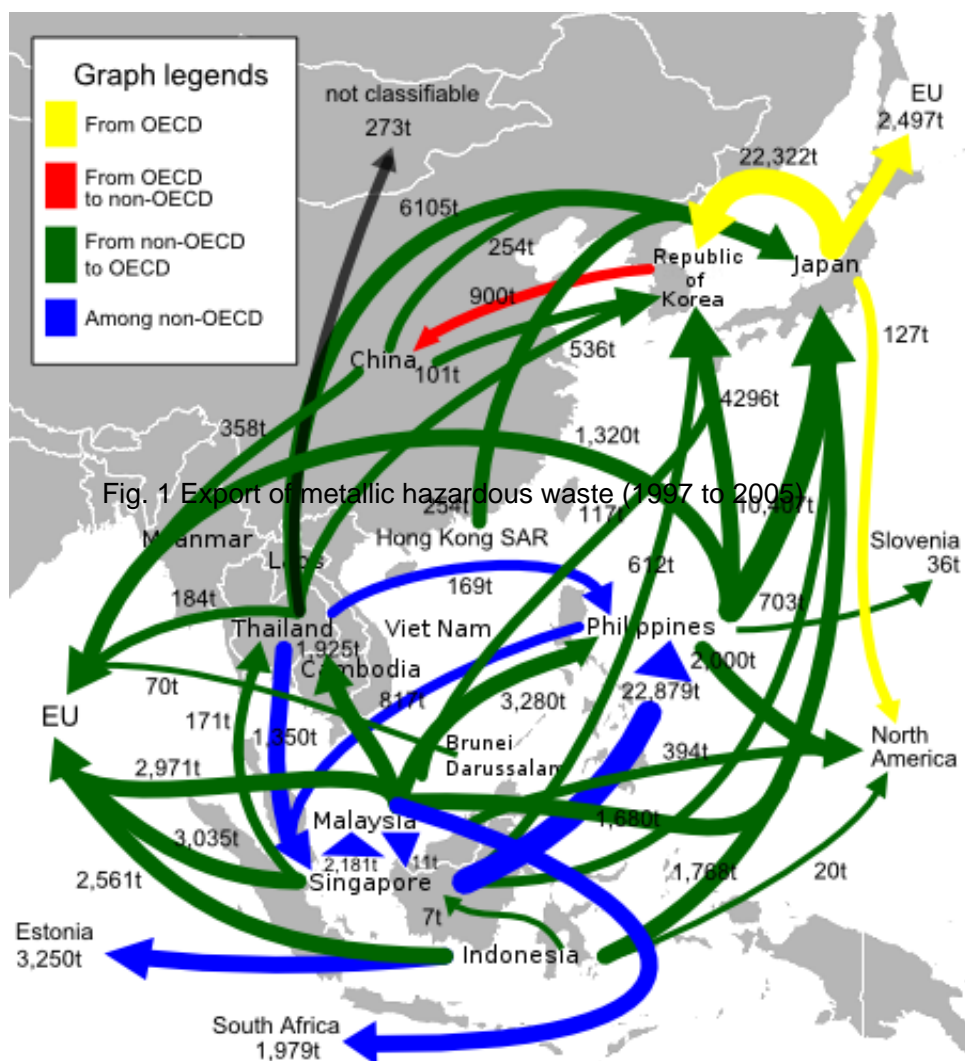 Graph legends
From OECD
From OECD
to non-OECD
From non-OECD
to OECD
Among non-OECD
not classifiable
273t
EU
2,497t
22,322t
6105t
254t
Republic
of
Korea
Japan
900t
China
101t
536t
127t
4296t
358t
1,320t
Fig. 1 Export of metallic hazardous waste (1997 to 2005)
254t
117t
10,407t
Myanmar
Hong Kong SAR
Laos
612t
Slovenia
36t
169t
184t
703t
Thailand
Viet Nam
Philippines
1,925t
Cambodia
2,000t
70t
817t
3,280t
22,879t
EU
171t
1,350t
Brunei
Darussalam
394t
North
America
2,971t
Malaysia
1,680t
3,035t
2,181t
11t
2,561t
Singapore
1,768t
20t
7t
Estonia
3,250t
Indonesia
South Africa
1,979t